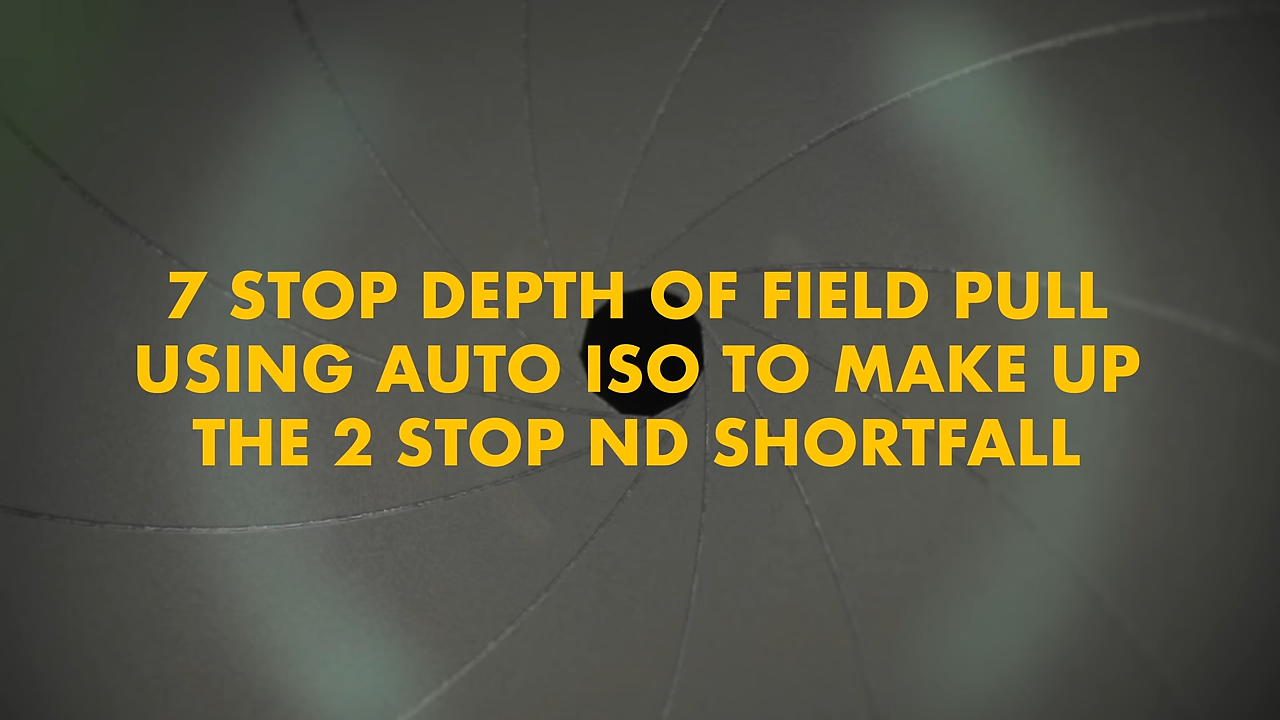 7 STOP DEPTH OF FIELD PULL
USING AUTO ISO TO MAKE UP
THE 2 STOP ND SHORTFALL